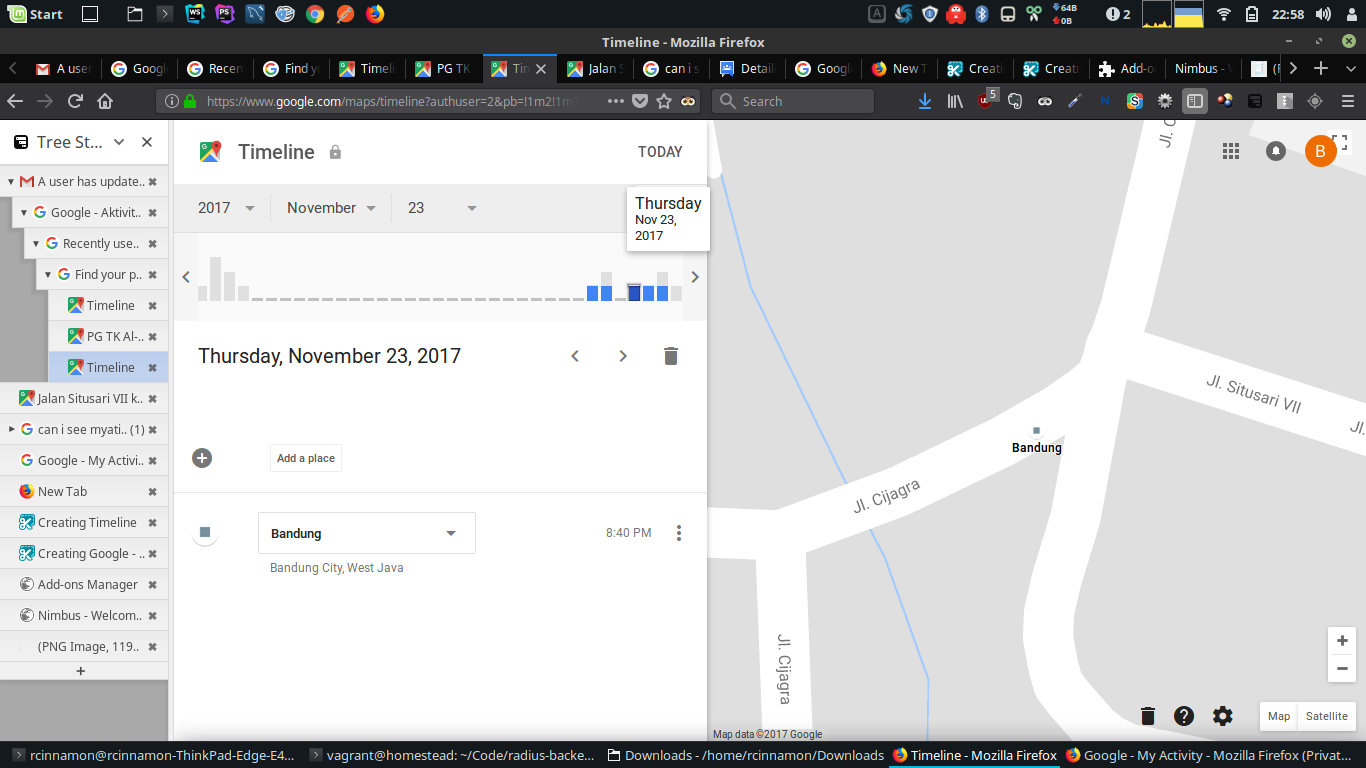 Start
A
64B
0B
2
22:58
Timeline - Mozilla Firefox
A user
Googl
Recen
Find yo
Timeli
PG TK
Tim
Jalan S
can i s
Detail
Googl
New T
Creati
Creati
Add-o
Nimbus - W
https://www.google.com/maps/timeline?authuser=2&pb=!1m2!1m
Search
5
Tree St...
A user has update..
Google - Aktivit..
Recently use..
Find your p..
Timeline
PG TK Al-..
Timeline
Jalan Situsari VII k..
can i see myati.. (1)
Google - My Activi..
New Tab
Creating Timeline
Creating Google - ..
Add-ons Manager
Nimbus - Welcom..
(PNG Image, 119..
+
Timeline
TODAY
2017
November
23
Thursday
Nov 23,
2017
Thursday, November 23, 2017
Add a place
Bandung
8:40 PM
Bandung City, West Java
B
Jl. Situsari VII
Jl.
Bandung
Jl. Cijagra
Jl. Cijagra
Map data ©2017 Google
Map
Satellite
rcinnamon@rcinnamon-ThinkPad-Edge-E4...
vagrant@homestead: ~/Code/radius-backe...
Downloads - /home/rcinnamon/Downloads
Timeline - Mozilla Firefox
Google - My Activity - Mozilla Firefox (Privat...